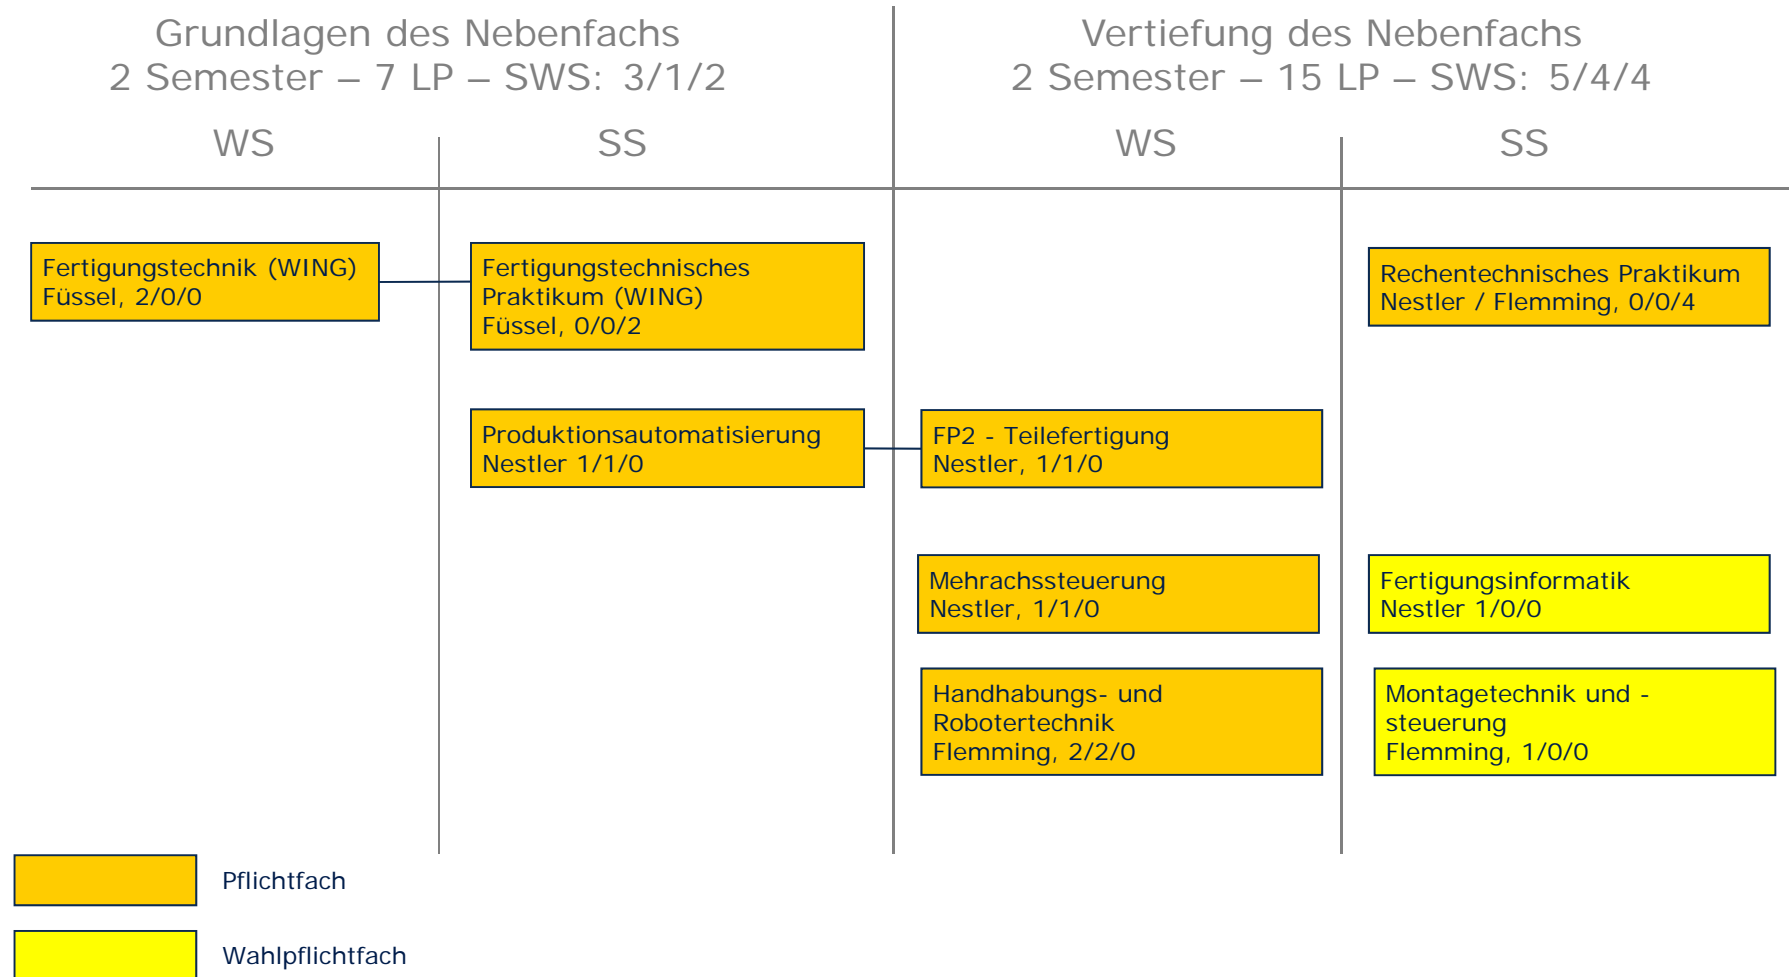 Grundlagen des Nebenfachs
2 Semester – 7 LP – SWS: 3/1/2
Vertiefung des Nebenfachs
2 Semester – 15 LP – SWS: 5/4/4
WS
SS
WS
SS
Fertigungstechnik (WING)
Füssel, 2/0/0
Fertigungstechnisches
Praktikum (WING)
Füssel, 0/0/2
Rechentechnisches Praktikum
Nestler / Flemming, 0/0/4
Produktionsautomatisierung
Nestler 1/1/0
FP2 - Teilefertigung
Nestler, 1/1/0
Mehrachssteuerung
Nestler, 1/1/0
Fertigungsinformatik
Nestler 1/0/0
Handhabungs- und
Robotertechnik
Flemming, 2/2/0
Montagetechnik und -
steuerung
Flemming, 1/0/0
Pflichtfach
Wahlpflichtfach